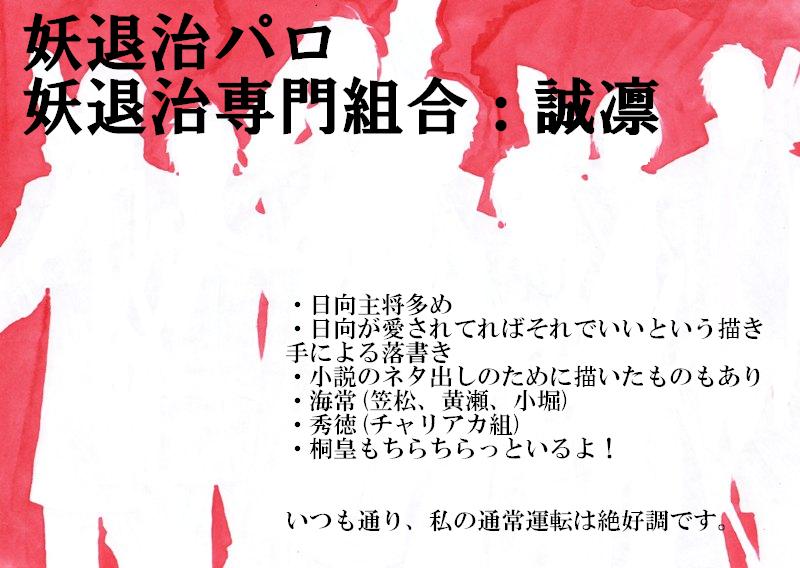 妖退治パロ
妖退治専門組合：誠凛
・日向主将多め
・日向が愛されてればそれでいいという描き
手による落書き
・小説のネタ出しのために描いたものもあり
・海常(笠松、黄瀬、小堀)
・秀徳(チャリアカ組)
・桐皇もちらちらっといるよ！
いつも通り、私の通常運転は絶好調です。